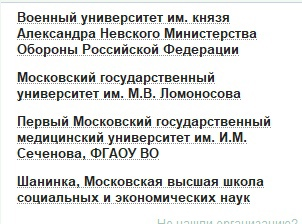 Военный университет им. князя
Александра Невского Министерства
Обороны Российской Федерации
Московский государственный
университет им. М.В. Ломоносова
Первый Московский государственный
медицинский университет им. И.М.
Сеченова, ФГАОУ ВО
Шанинка, Московская высшая школа
социальных и экономических наук
Не нашли организацию?